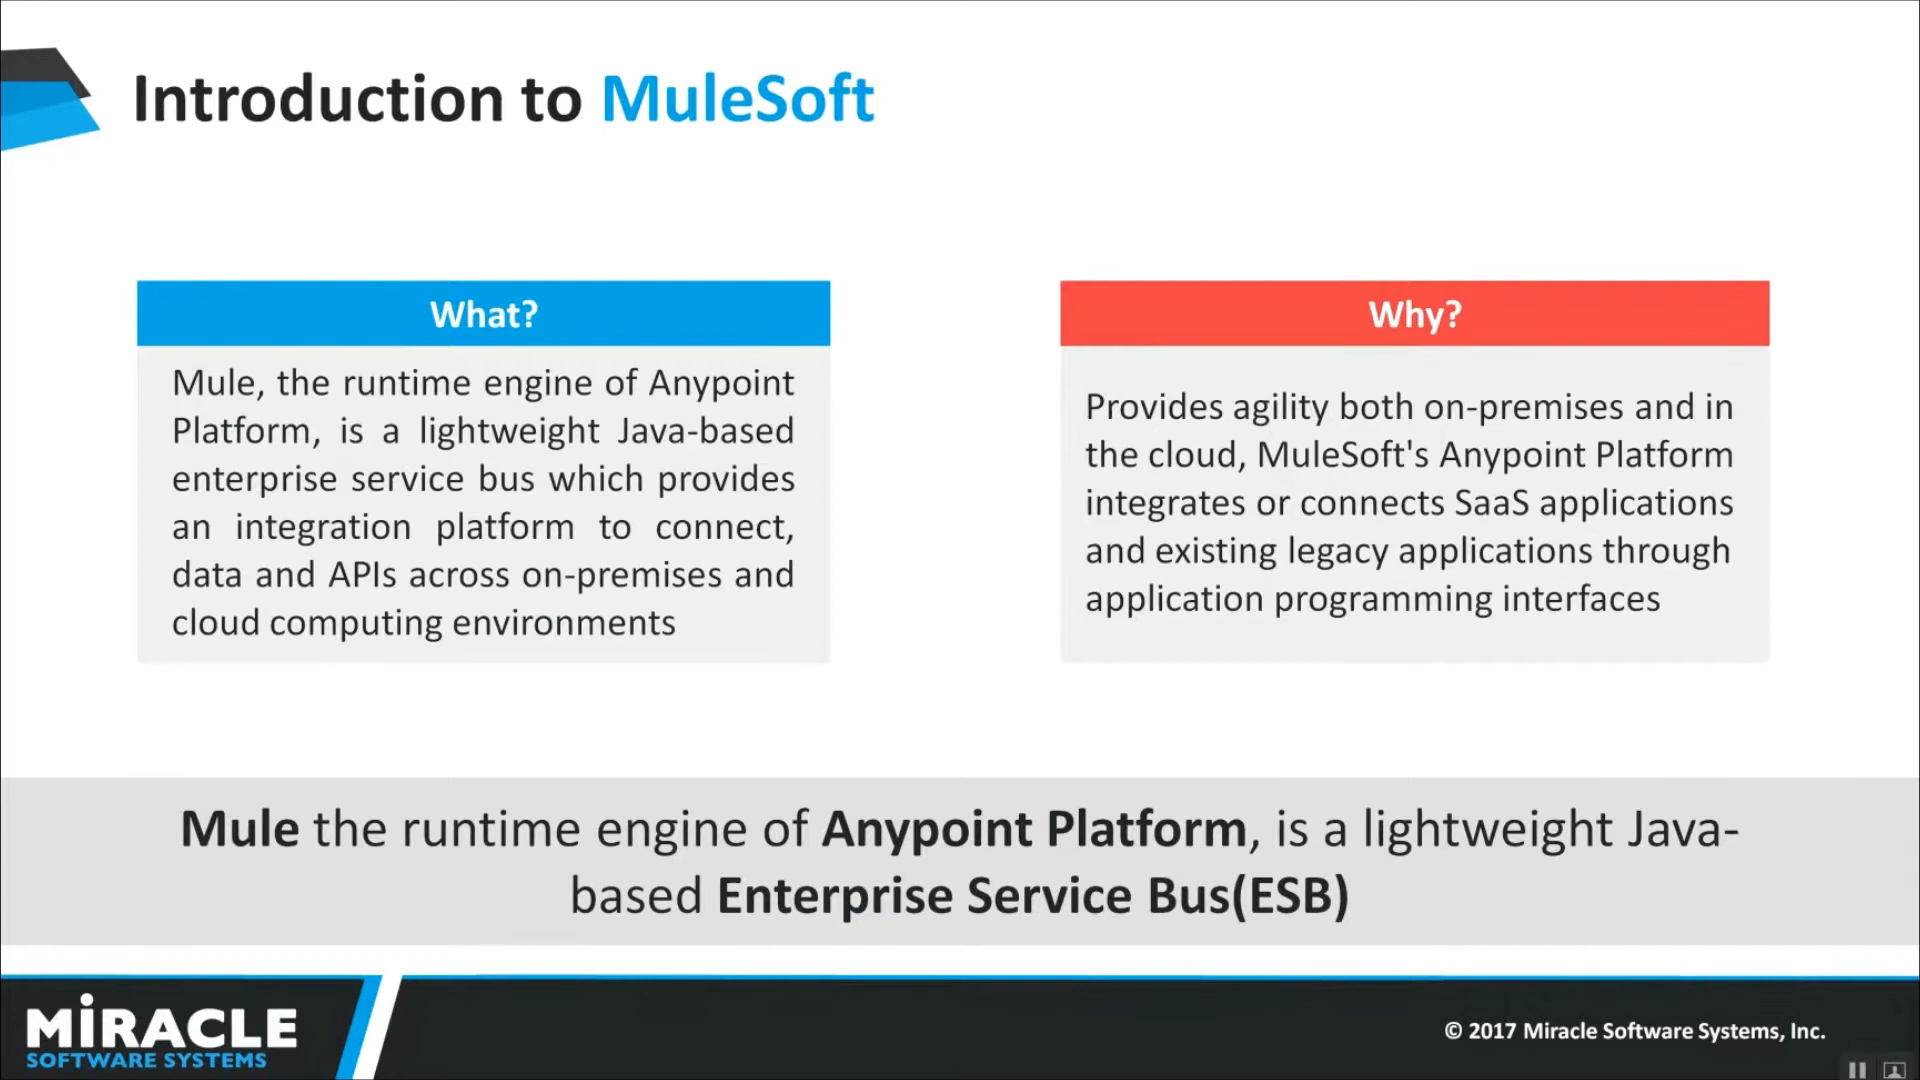 Introduction to MuleSoft
What?
Mule, the runtime engine of Anypoint
Platform, is a lightweight Java-based
enterprise service bus which provides
an integration platform to connect,
data and APIs across on-premises and
cloud computing environments
Why?
Provides agility both on-premises and in
the cloud, MuleSoft's Anypoint Platform
integrates or connects SaaS applications
and existing legacy applications through
application programming interfaces
Mule the runtime engine of Anypoint Platform, is a lightweight Java-
based Enterprise Service Bus(ESB)
MiRACLE
SOFTWARE SYSTEMS
© 2017 Miracle Software Systems, Inc.